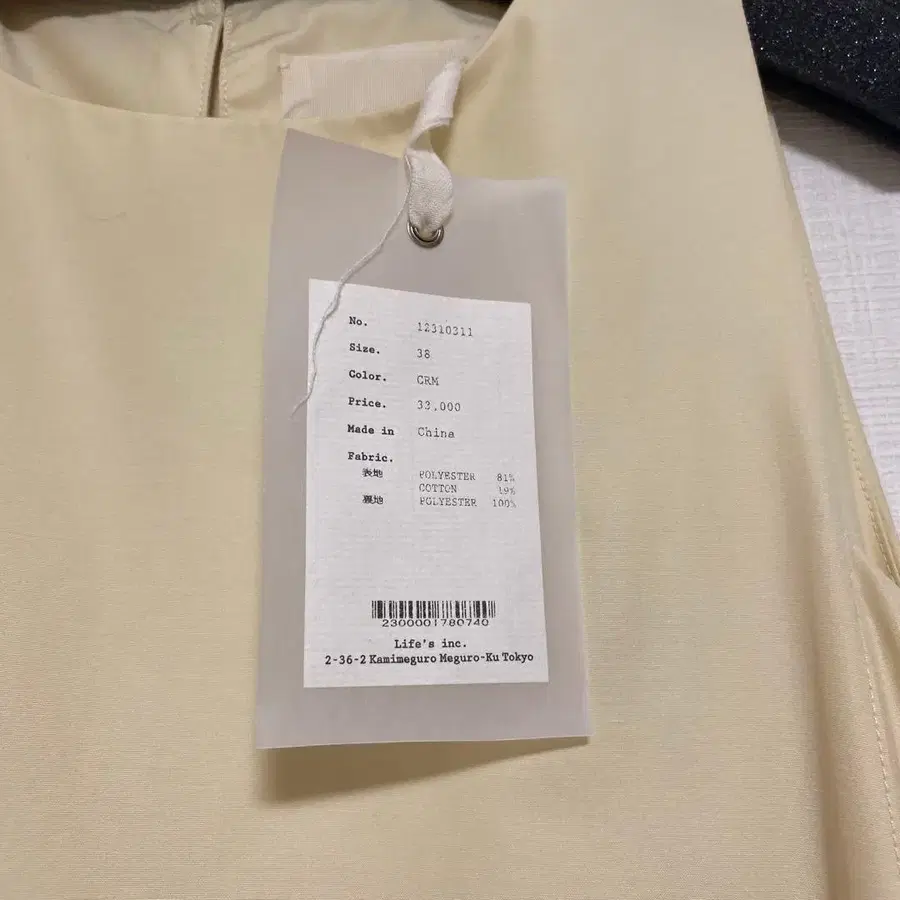 No. 12310311
Size. 38
Color. CRM
Price. 33,000
Made in China
Fabric.
表地 POLYESTER 81%
COTTON 19%
裏地 POLYESTER 100%
2300001780740
Life's inc.
2-36-2 Kamimeguro Meguro-Ku Tokyo